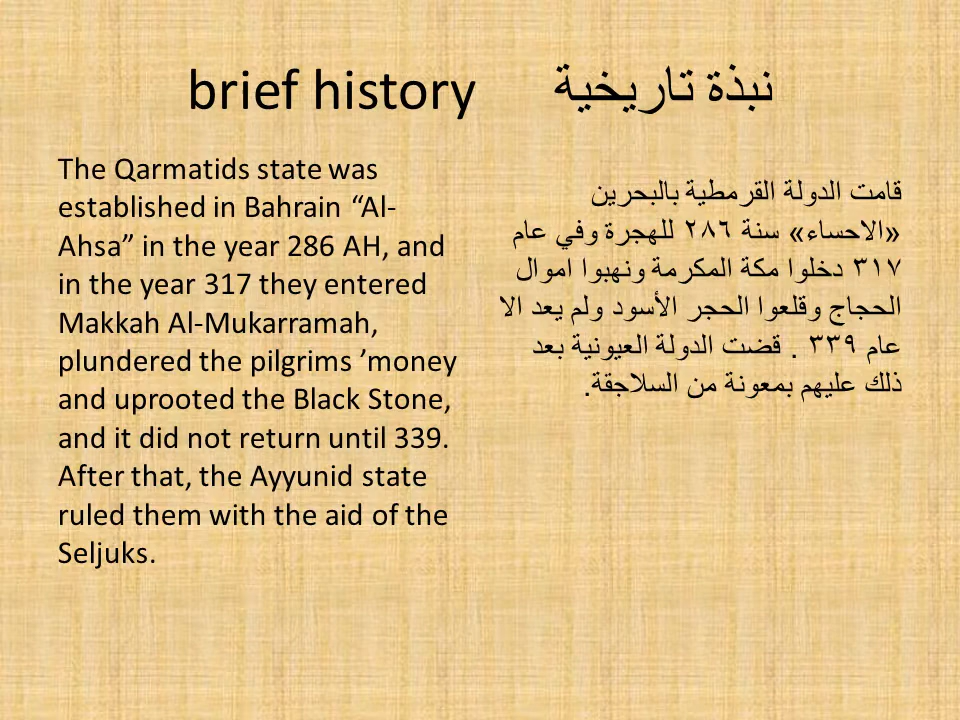 brief history نبذة تاريخية
The Qarmatids state was
established in Bahrain “Al-
Ahsa” in the year 286 AH, and
in the year 317 they entered
Makkah Al-Mukarramah,
plundered the pilgrims ’money
and uprooted the Black Stone,
and it did not return until 339.
After that, the Ayyunid state
ruled them with the aid of the
Seljuks.
قامت الدولة القرمطية بالبحرين
«الاحساء» سنة ٢٨٦ للهجرة وفي عام
٣١٧ دخلوا مكة المكرمة ونهبوا اموال
الحجاج وقلعوا الحجر الأسود ولم يعد الا
عام ٣٣٩ . قضت الدولة العيونية بعد
ذلك عليهم بمعونة من السلاجقة.